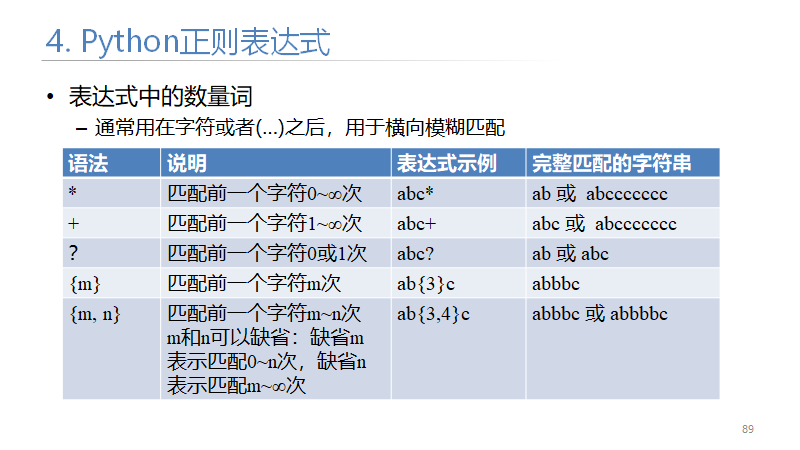 4. Python正则表达式
• 表达式中的数量词
– 通常用在字符或者(…)之后，用于横向模糊匹配
语法 说明 表达式示例 完整匹配的字符串
* 匹配前一个字符0~∞次 abc* ab 或 abccccccc
+ 匹配前一个字符1~∞次 abc+ abc 或 abccccccc
? 匹配前一个字符0或1次 abc? ab 或 abc
{m} 匹配前一个字符m次 ab{3}c abbbc
{m, n} 匹配前一个字符m~n次 ab{3,4}c abbbc 或 abbbbc
m和n可以缺省：缺省m
表示匹配0~n次，缺省n
表示匹配m~∞次
89